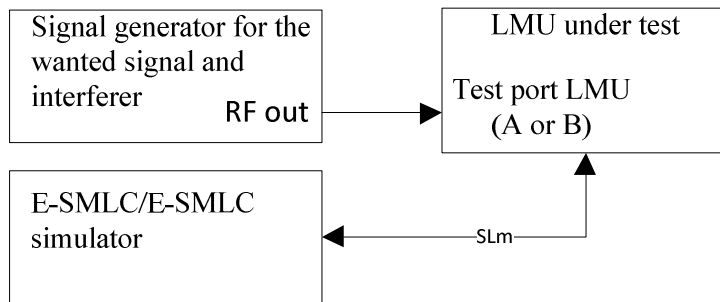 Signal generator for the
wanted signal and
interferer
RF out
LMU under test
Test port LMU
(A or B)
E-SMLC/E-SMLC
simulator
SLm